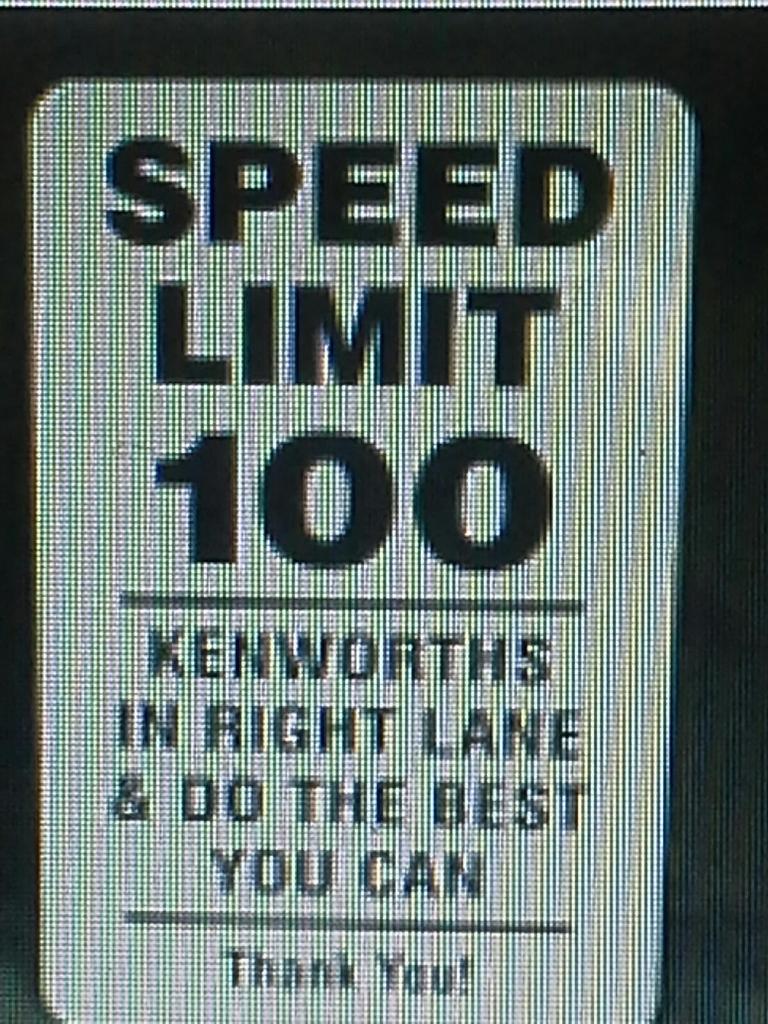 SPEED
LIMIT
100
KENWORTHS
IN RIGHT LANE
& DO THE BEST
YOU CAN
Thank You!